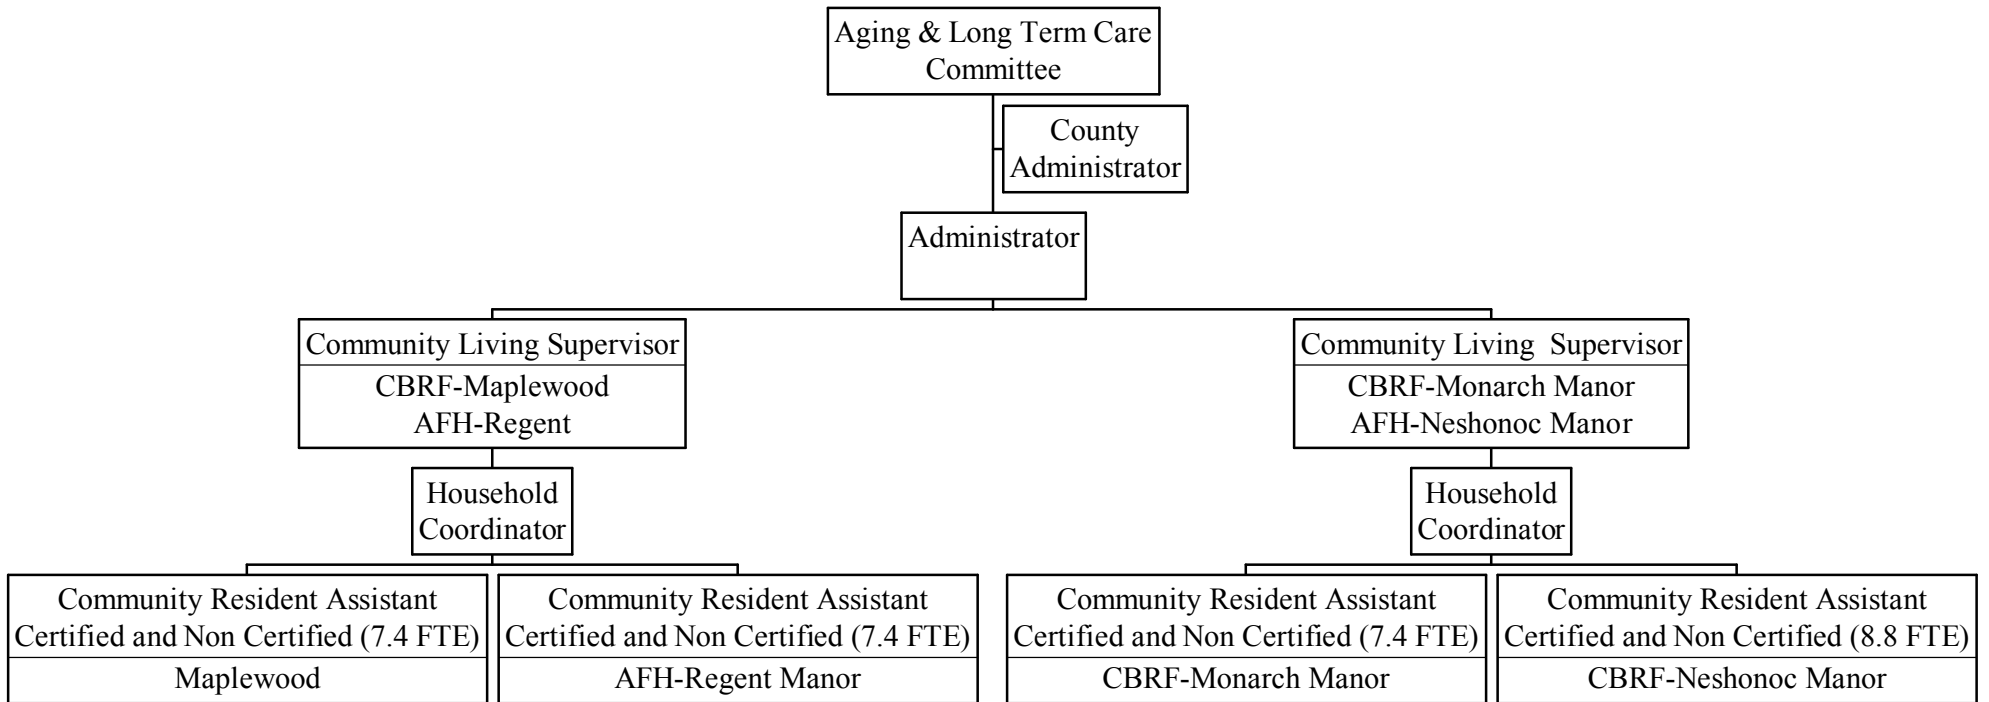 Aging & Long Term Care
Committee
County
Administrator
Administrator
Community Living Supervisor
CBRF-Maplewood
AFH-Regent
Community Living  Supervisor
CBRF-Monarch Manor
AFH-Neshonoc Manor
Household
Coordinator
Household
Coordinator
Community Resident Assistant
Certified and Non Certified (7.4 FTE)
Maplewood
Community Resident Assistant
Certified and Non Certified (7.4 FTE)
AFH-Regent Manor
Community Resident Assistant
Certified and Non Certified (7.4 FTE)
CBRF-Monarch Manor
Community Resident Assistant
Certified and Non Certified (8.8 FTE)
CBRF-Neshonoc Manor